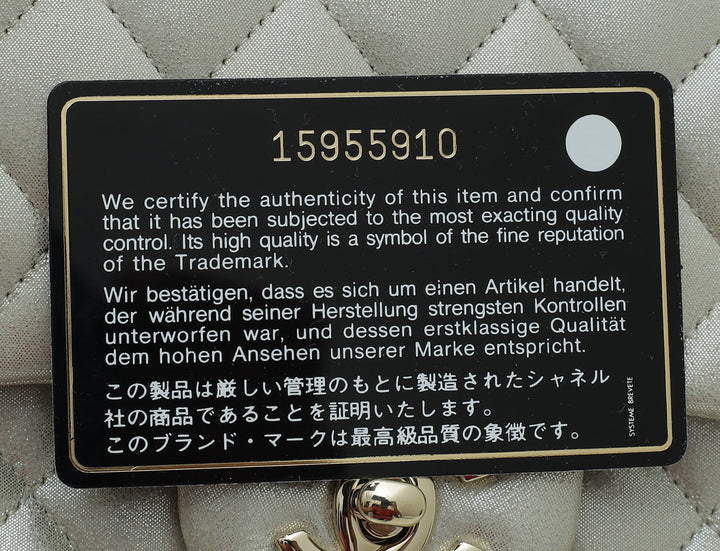 15955910
We certify the authenticity of this item and confirm
that it has been subjected to the most exacting quality
control. Its high quality is a symbol of the fine reputation
of the Trademark.
Wir bestätigen, dass es sich um einen Artikel handelt,
der während seiner Herstellung strengsten Kontrollen
unterworfen war, und dessen erstklassige Qualität
dem hohen Ansehen unserer Marke entspricht.
この製品は厳しい管理のもとに製造されたシャネル
社の商品であることを証明いたします。
このブランド・マークは最高級品質の象徴です。
SYSTEME BREVETE